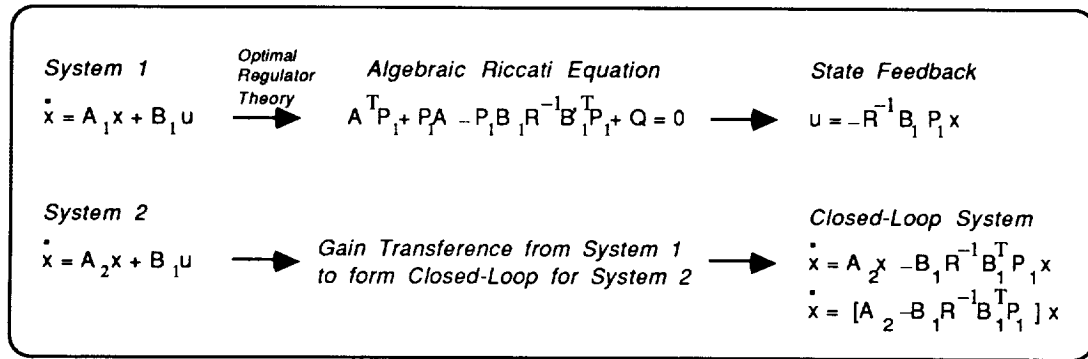 System 1
ẋ = A₁x + B₁u
Optimal
Regulator
Theory
Algebraic Riccati Equation
AᵀP₁+ P₁A – P₁B₁R⁻¹B₁ᵀP₁+ Q = 0
State Feedback
u = –R⁻¹B₁ P₁ x
System 2
ẋ = A₂x + B₁u
Gain Transference from System 1
to form Closed-Loop for System 2
Closed-Loop System
ẋ = A₂x –B₁R⁻¹B₁ᵀP₁x
ẋ = [A₂ –B₁R⁻¹B₁ᵀP₁ ] x